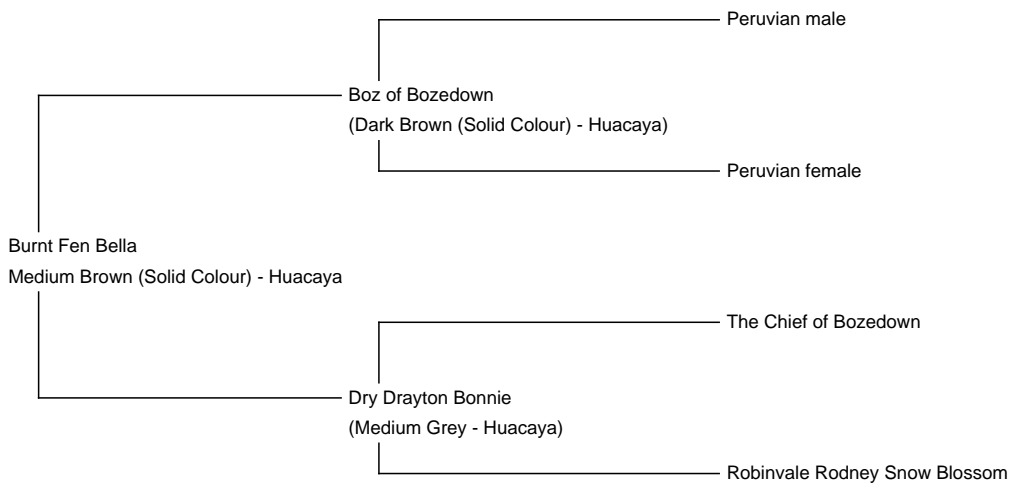 Peruvian male
Boz of Bozedown
(Dark Brown (Solid Colour) - Huacaya)
Peruvian female
Burnt Fen Bella
Medium Brown (Solid Colour) - Huacaya
The Chief of Bozedown
Dry Drayton Bonnie
(Medium Grey - Huacaya)
Robinvale Rodney Snow Blossom